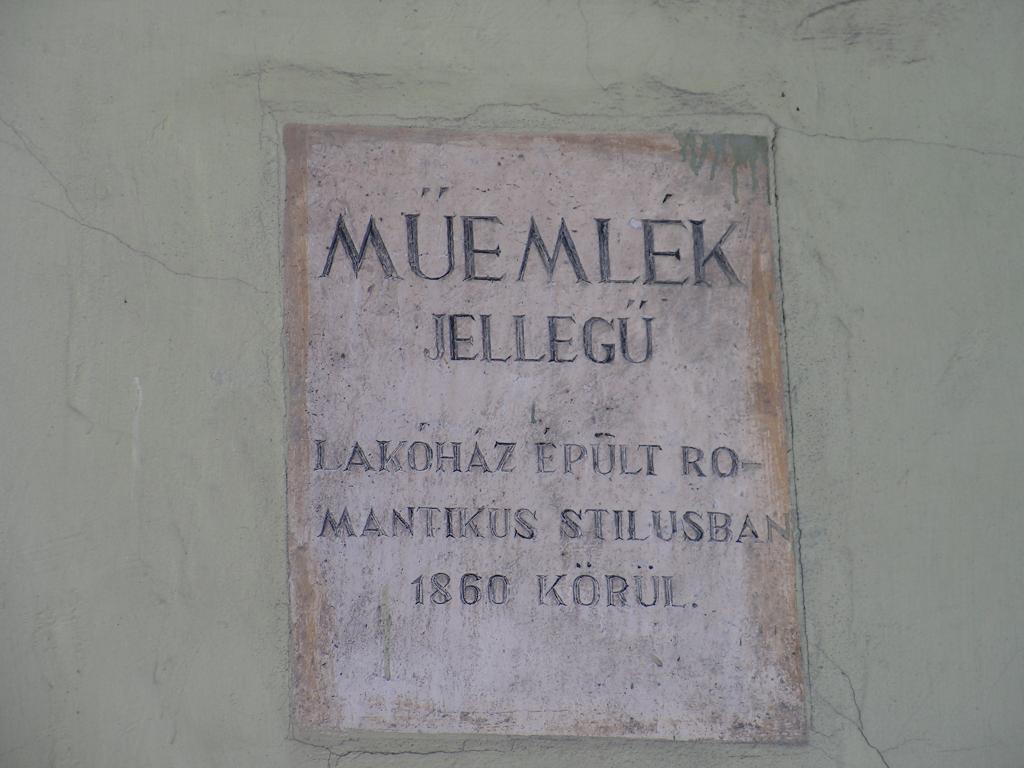 MŰEMLÉK
JELLEGŰ
LAKÓHÁZ ÉPÜLT RO-
MANTIKUS STILUSBAN
1860 KÖRÜL.